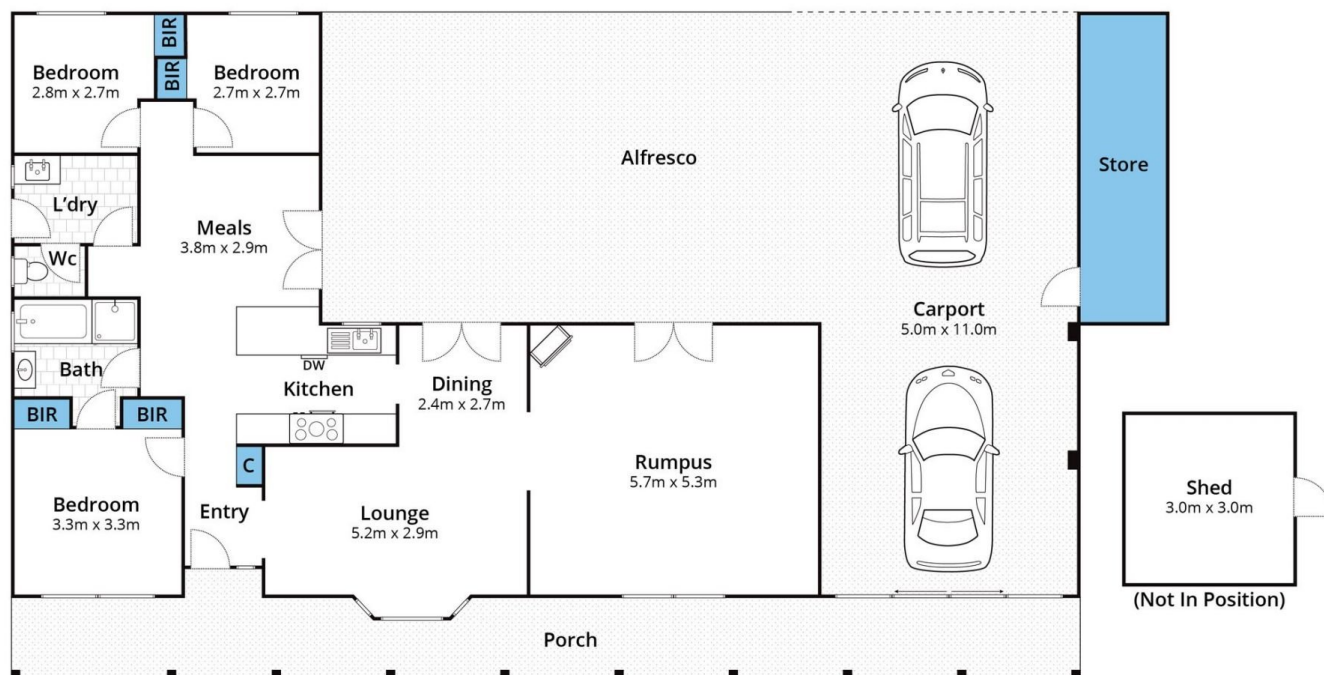 BIR
BIR
Bedroom
2.8m x 2.7m
Bedroom
2.7m x 2.7m
Alfresco
Store
L'dry
Meals
3.8m x 2.9m
Wc
Carport
5.0m x 11.0m
Bath
DW
Kitchen
Dining
2.4m x 2.7m
BIR
BIR
C
Bedroom
3.3m x 3.3m
Entry
Lounge
5.2m x 2.9m
Rumpus
5.7m x 5.3m
Shed
3.0m x 3.0m
(Not In Position)
Porch